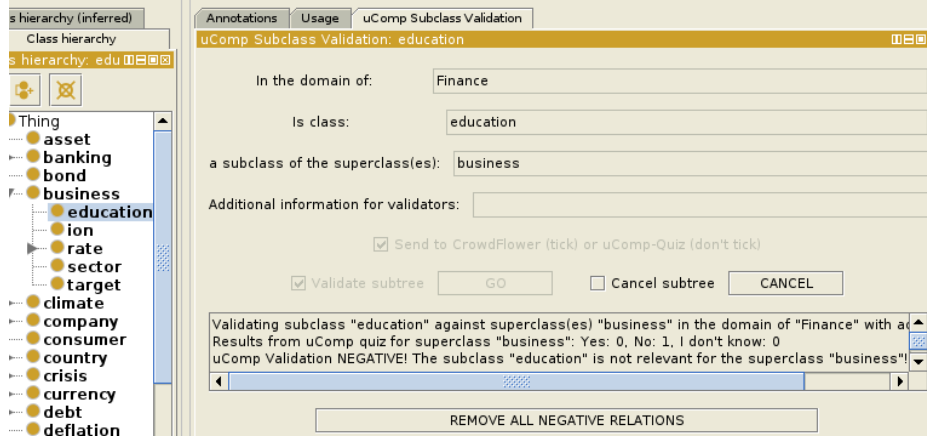 s hierarchy (inferred)
Class hierarchy
s hierarchy: edu
Thing
asset
banking
bond
business
education
ion
rate
sector
target
climate
company
consumer
country
crisis
currency
debt
deflation
Annotations Usage uComp Subclass Validation
uComp Subclass Validation: education
In the domain of: Finance
Is class: education
a subclass of the superclass(es): business
Additional information for validators:
Send to CrowdFlower (tick) or uComp-Quiz (don't tick)
Validate subtree GO Cancel subtree CANCEL
Validating subclass "education" against superclass(es) "business" in the domain of "Finance" with ad
Results from uComp quiz for superclass "business": Yes: 0, No: 1, I don't know: 0
uComp Validation NEGATIVE! The subclass "education" is not relevant for the superclass "business"!
REMOVE ALL NEGATIVE RELATIONS